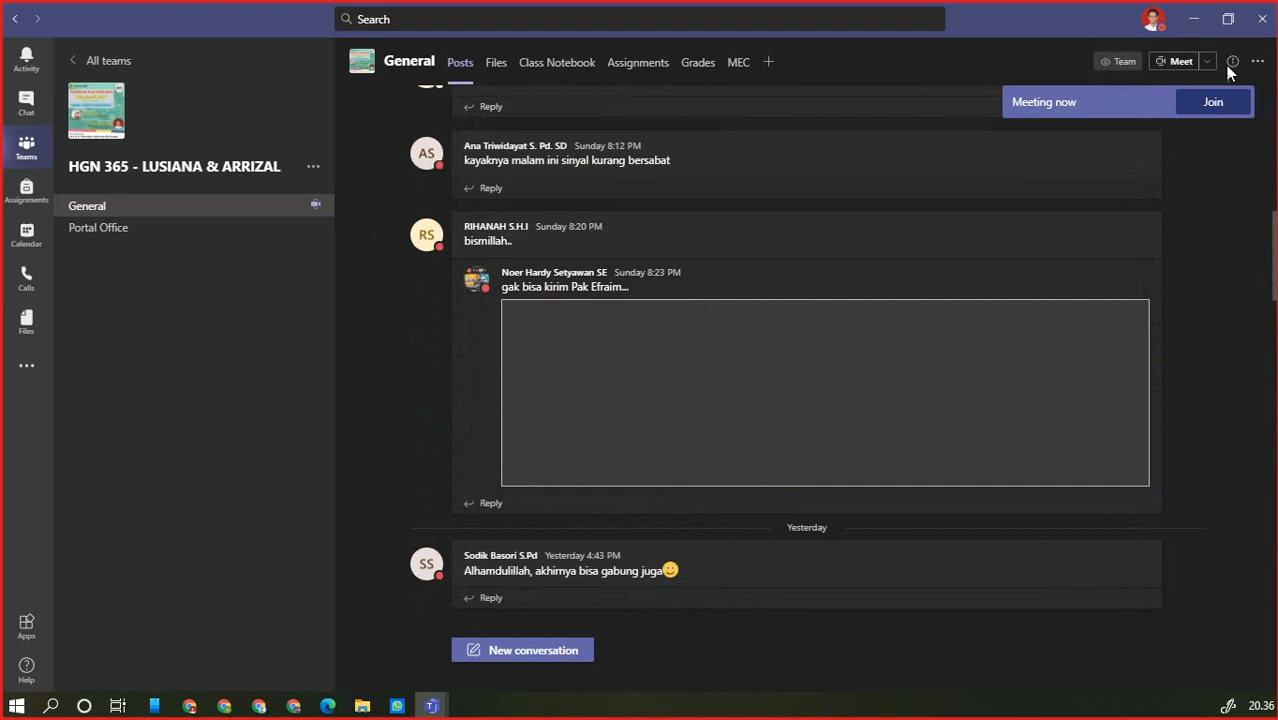 Search
Activity
Chat
Teams
Assignments
Calendar
Calls
Files
Apps
Help
All teams
HGN 365 - LUSIANA & ARRIZAL
General
Portal Office
General
Posts
Files
Class Notebook
Assignments
Grades
MEC
Team
Meet
Meeting now
Join
Reply
AS
Ana Triwidayat S. Pd. SD Sunday 8:12 PM
kayaknya malam ini sinyal kurang bersabat
Reply
RS
RIHANAH S.H.I Sunday 8:20 PM
bismillah..
Noer Hardy Setyawan SE Sunday 8:23 PM
gak bisa kirim Pak Efraim...
Reply
Yesterday
SS
Sodik Basori S.Pd Yesterday 4:43 PM
Alhamdulillah, akhirnya bisa gabung juga
Reply
New conversation
20.36